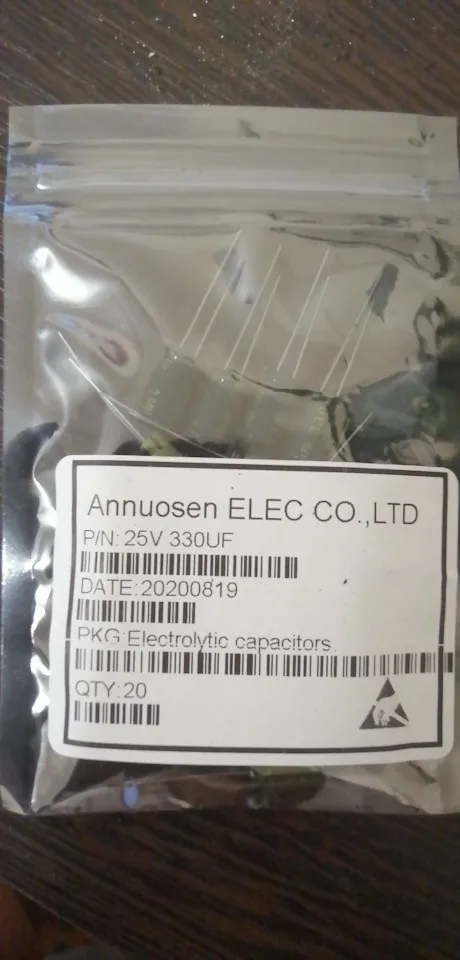 Annuosen ELEC CO.,LTD
P/N: 25V 330UF
DATE:20200819
PKG:Electrolytic capacitors
QTY:20